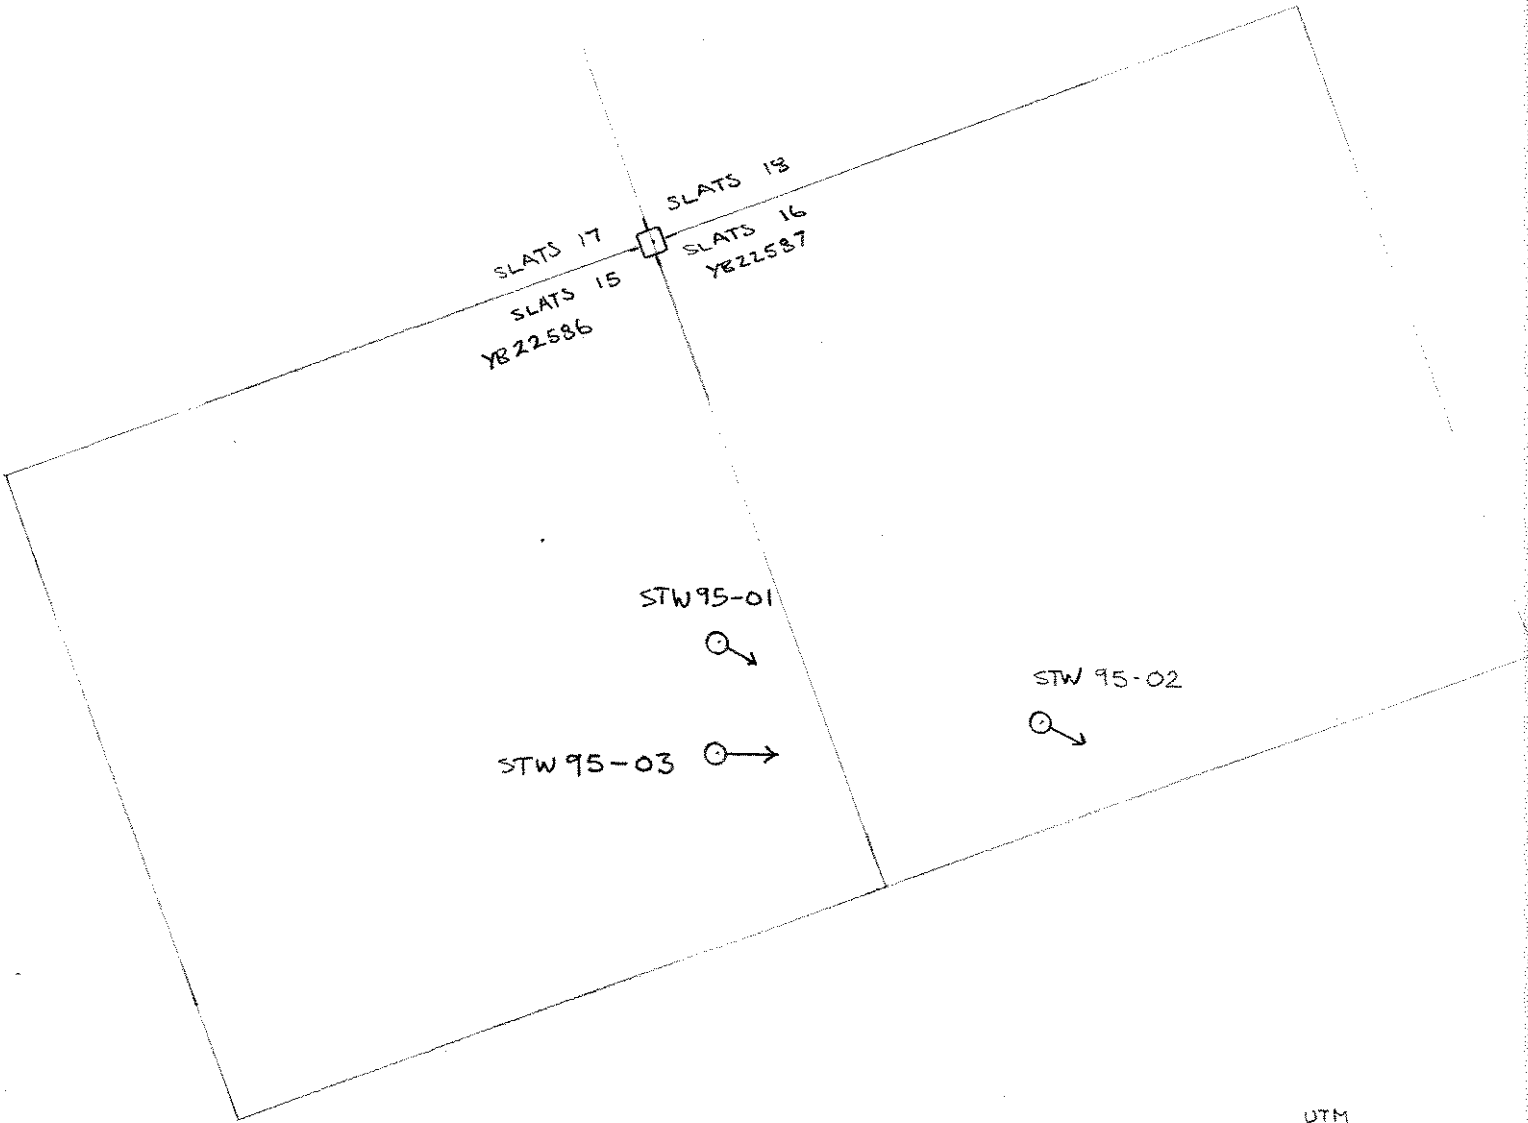 SLATS 18
SLATS 17
SLATS 16
YB22587
SLATS 15
YB22586
STW95-01
STW 95-02
STW95-03
UTM